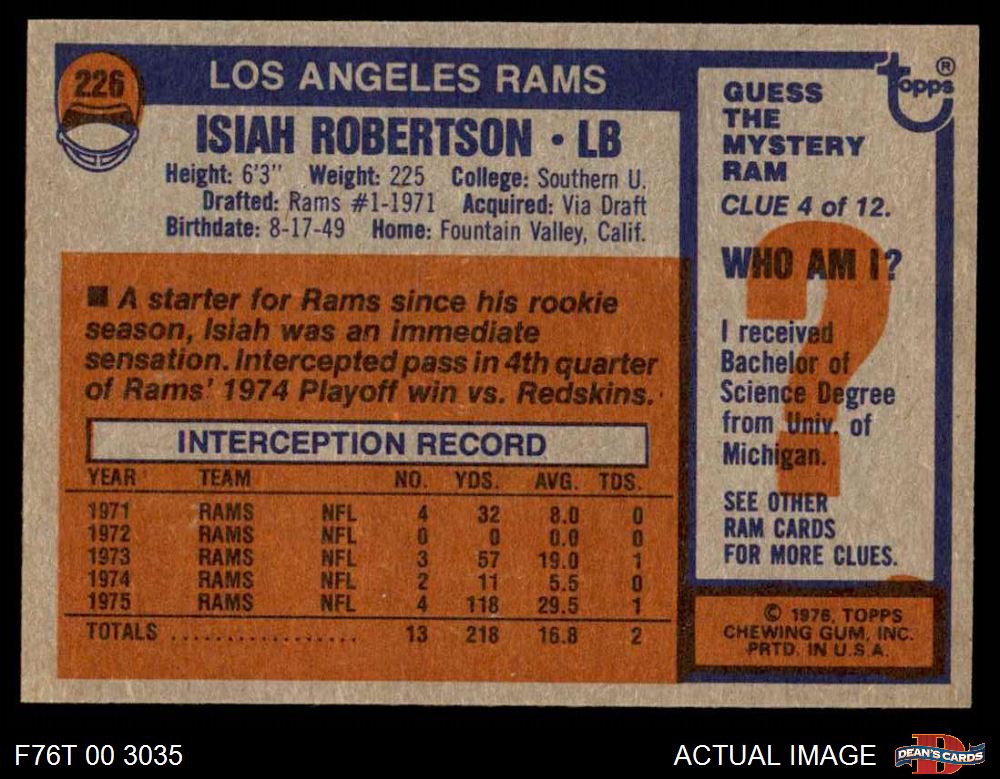 226
LOS ANGELES RAMS
ISIAH ROBERTSON • LB
Height: 6'3" Weight: 225 College: Southern U.
Drafted: Rams #1-1971 Acquired: Via Draft
Birthdate: 8-17-49 Home: Fountain Valley, Calif.
■ A starter for Rams since his rookie
season, Isiah was an immediate
sensation. Intercepted pass in 4th quarter
of Rams' 1974 Playoff win vs. Redskins.
INTERCEPTION RECORD
YEAR TEAM NO. YDS. AVG. TDS.
1971 RAMS NFL 4 32 8.0 0
1972 RAMS NFL 0 0 0.0 0
1973 RAMS NFL 3 57 19.0 1
1974 RAMS NFL 2 11 5.5 0
1975 RAMS NFL 4 118 29.5 1
TOTALS .................. 13 218 16.8 2
topps ®
GUESS
THE
MYSTERY
RAM
CLUE 4 of 12.
WHO AM I?
?
I received
Bachelor of
Science Degree
from Univ. of
Michigan.
SEE OTHER
RAM CARDS
FOR MORE CLUES.
© 1976, TOPPS
CHEWING GUM, INC.
PRTD. IN U.S.A.
F76T 00 3035
ACTUAL IMAGE
DEAN'S CARDS